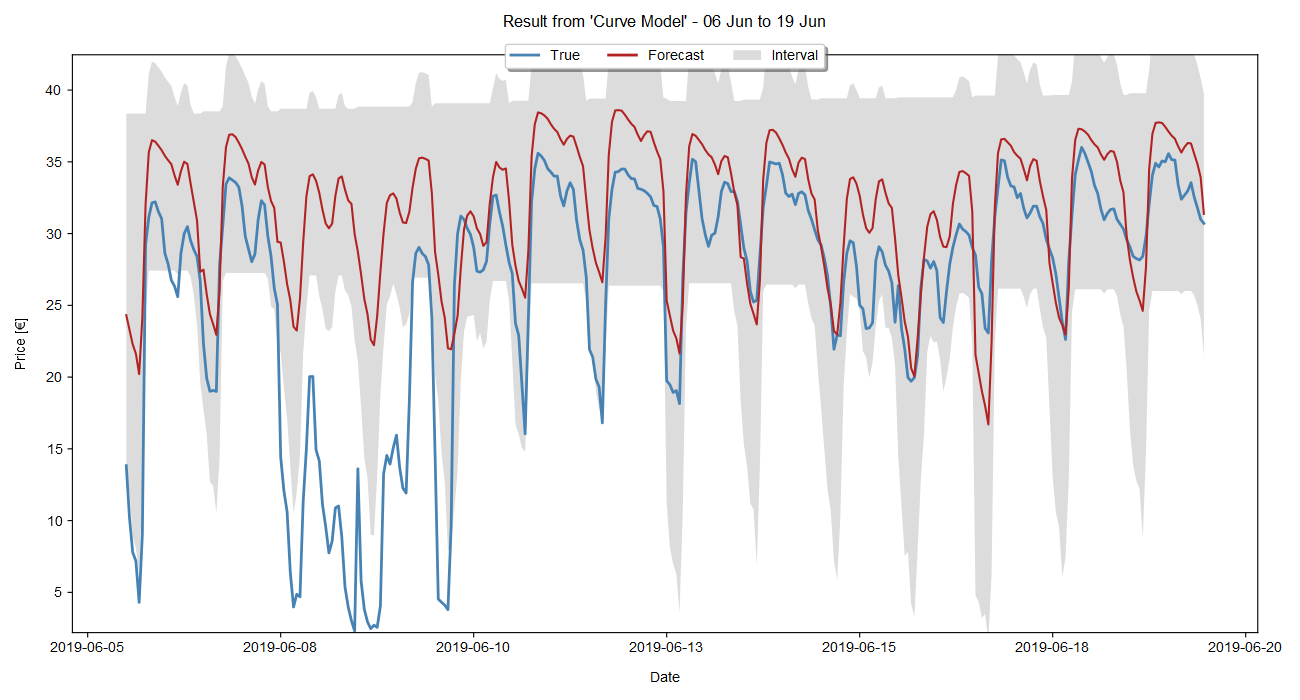 Result from 'Curve Model' - 06 Jun to 19 Jun
True Forecast Interval
Price [€]
40
35
30
25
20
15
10
5
2019-06-05 2019-06-08 2019-06-10 2019-06-13 2019-06-15 2019-06-18 2019-06-20
Date